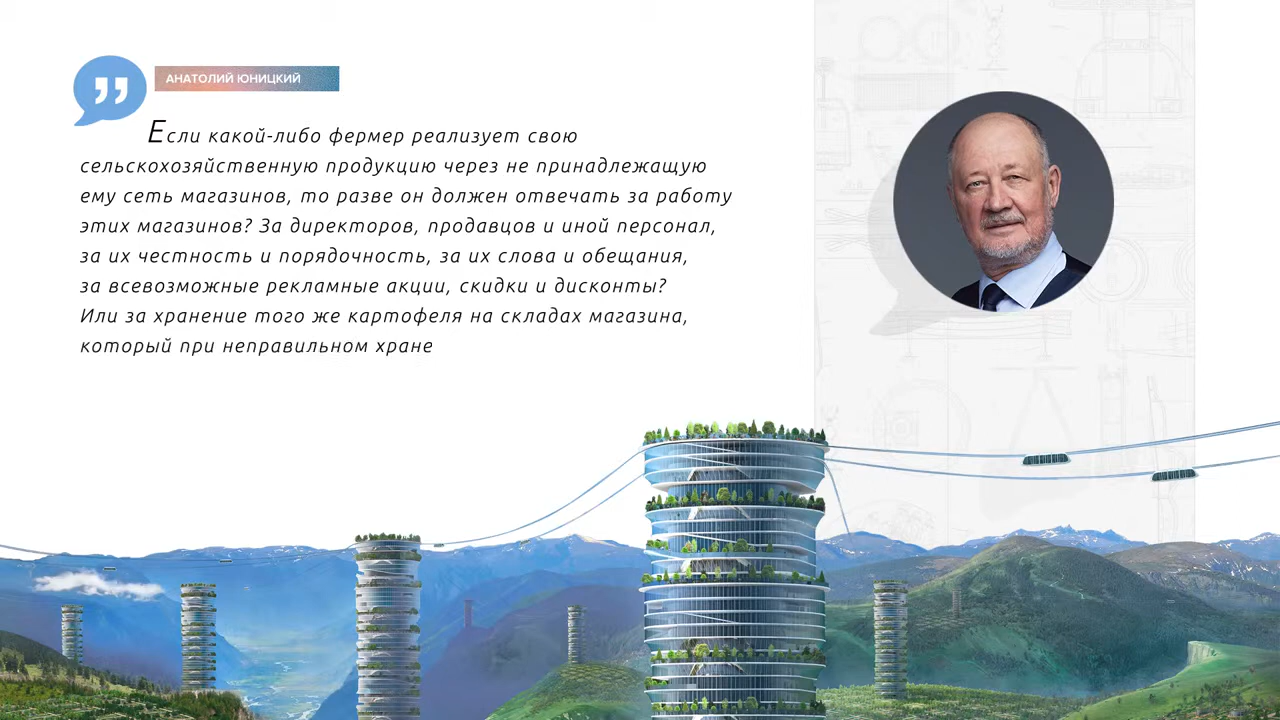 АНАТОЛИЙ ЮНИЦКИЙ
Если какой-либо фермер реализует свою
сельскохозяйственную продукцию через не принадлежащую
ему сеть магазинов, то разве он должен отвечать за работу
этих магазинов? За директоров, продавцов и иной персонал,
за их честность и порядочность, за их слова и обещания,
за всевозможные рекламные акции, скидки и дисконты?
Или за хранение того же картофеля на складах магазина,
который при неправильном хране